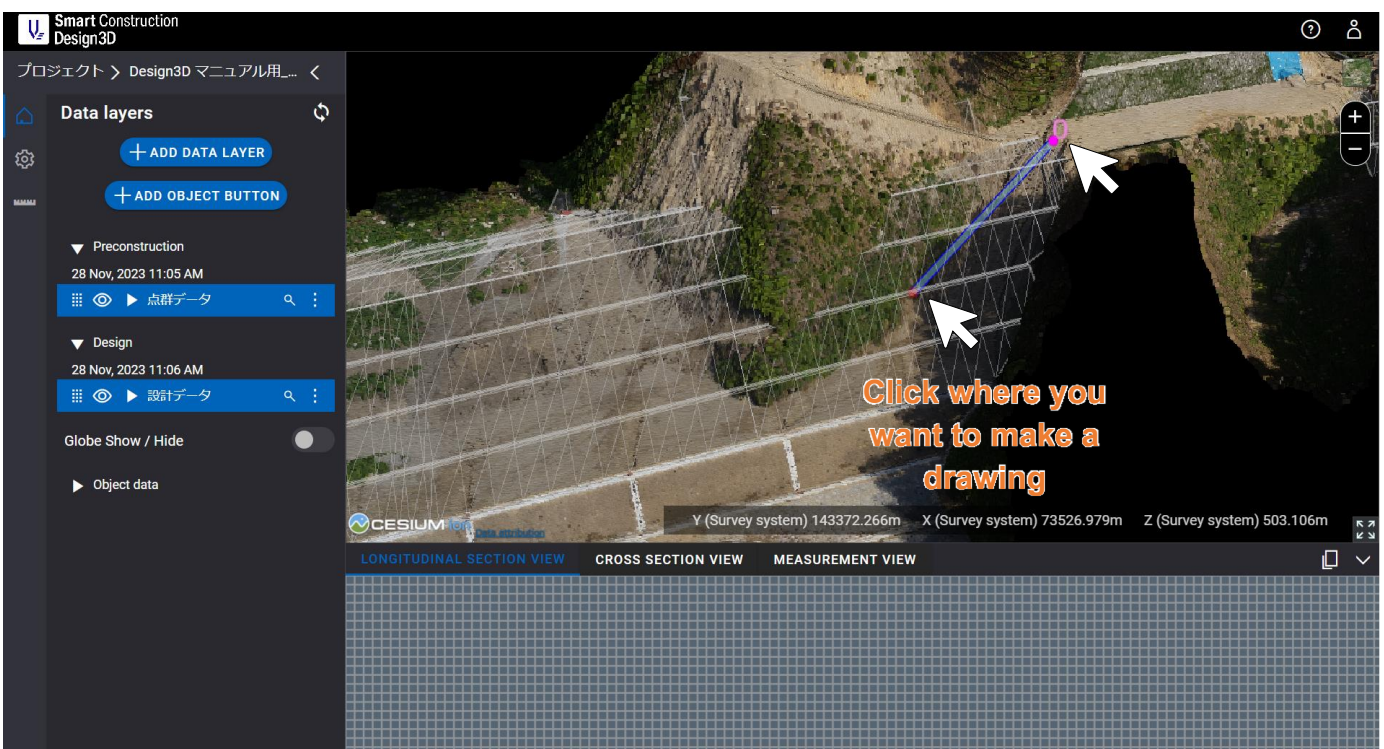 Smart Construction
Design3D
プロジェクト > Design3D マニュアル用_... <
Data layers
+ ADD DATA LAYER
+ ADD OBJECT BUTTON
Preconstruction
28 Nov, 2023 11:05 AM
点群データ
Design
28 Nov, 2023 11:06 AM
設計データ
Globe Show / Hide
Object data
Click where you
want to make a
drawing
CESIUM ion
Data attribution
Y (Survey system) 143372.266m X (Survey system) 73526.979m Z (Survey system) 503.106m
LONGITUDINAL SECTION VIEW CROSS SECTION VIEW MEASUREMENT VIEW